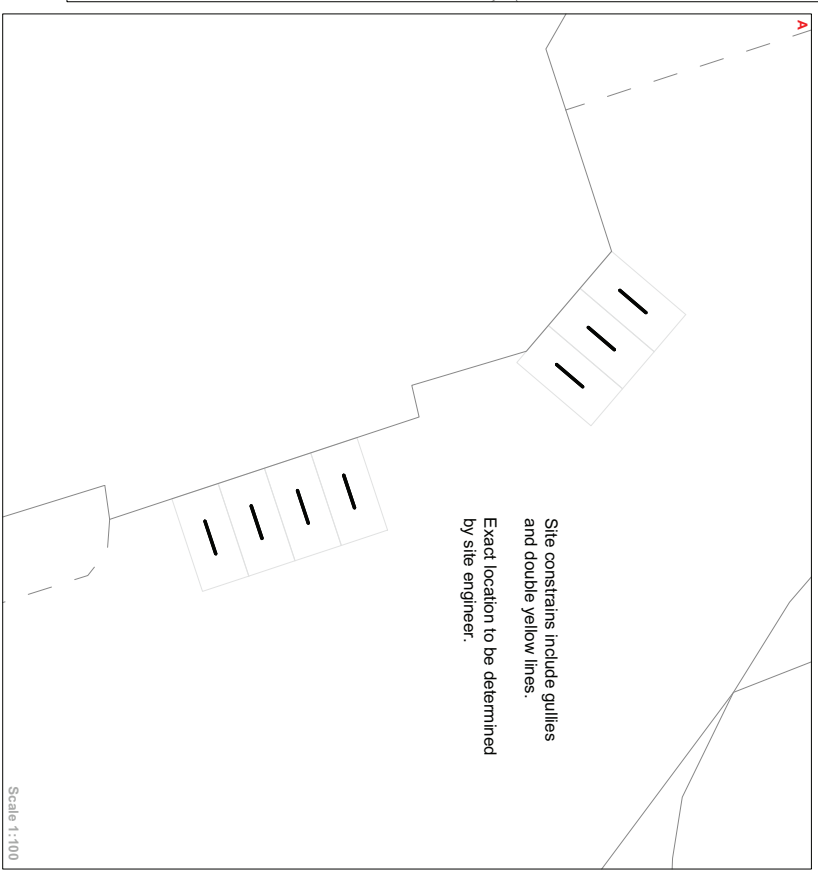 A
Site constrains include gullies
and double yellow lines.
Exact location to be determined
by site engineer.
Scale 1:100